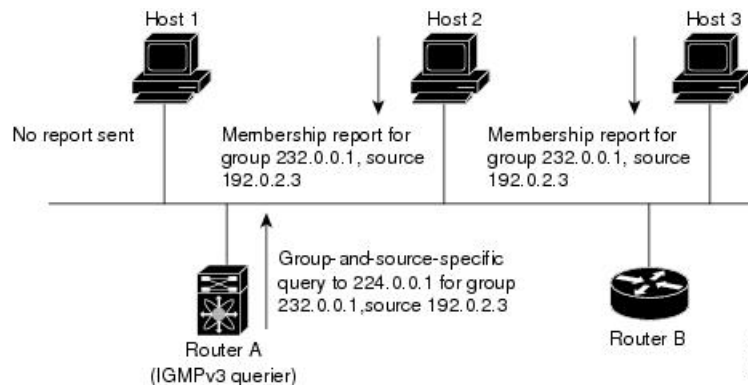 Host 1
Host 2
Host 3
No report sent
Membership report for
group 232.0.0.1, source
192.0.2.3
Membership report for
group 232.0.0.1, source
192.0.2.3
Group-and-source-specific
query to 224.0.0.1 for group
232.0.0.1,source 192.0.2.3
Router A
(IGMPv3 querier)
Router B